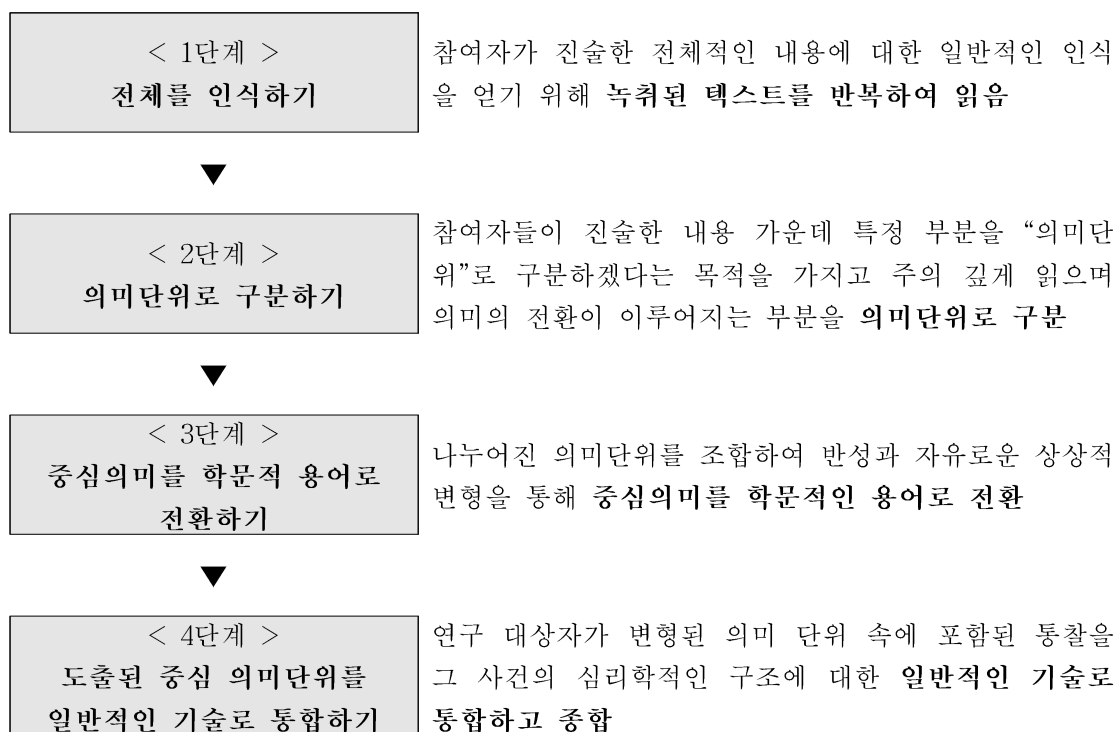 < 1단계 >
전체를 인식하기
참여자가 진술한 전체적인 내용에 대한 일반적인 인식
을 얻기 위해 녹취된 텍스트를 반복하여 읽음
▼
< 2단계 >
의미단위로 구분하기
참여자들이 진술한 내용 가운데 특정 부분을 “의미단
위”로 구분하겠다는 목적을 가지고 주의 깊게 읽으며
의미의 전환이 이루어지는 부분을 의미단위로 구분
▼
< 3단계 >
중심의미를 학문적 용어로
전환하기
나누어진 의미단위를 조합하여 반성과 자유로운 상상적
변형을 통해 중심의미를 학문적인 용어로 전환
▼
< 4단계 >
도출된 중심 의미단위를
일반적인 기술로 통합하기
연구 대상자가 변형된 의미 단위 속에 포함된 통찰을
그 사건의 심리학적인 구조에 대한 일반적인 기술로
통합하고 종합